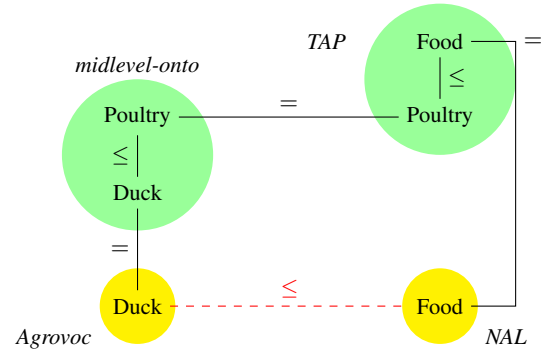 TAP
Food
=
midlevel-onto
≤
=
Poultry
Poultry
≤
Duck
=
≤
Duck
Food
Agrovoc
NAL